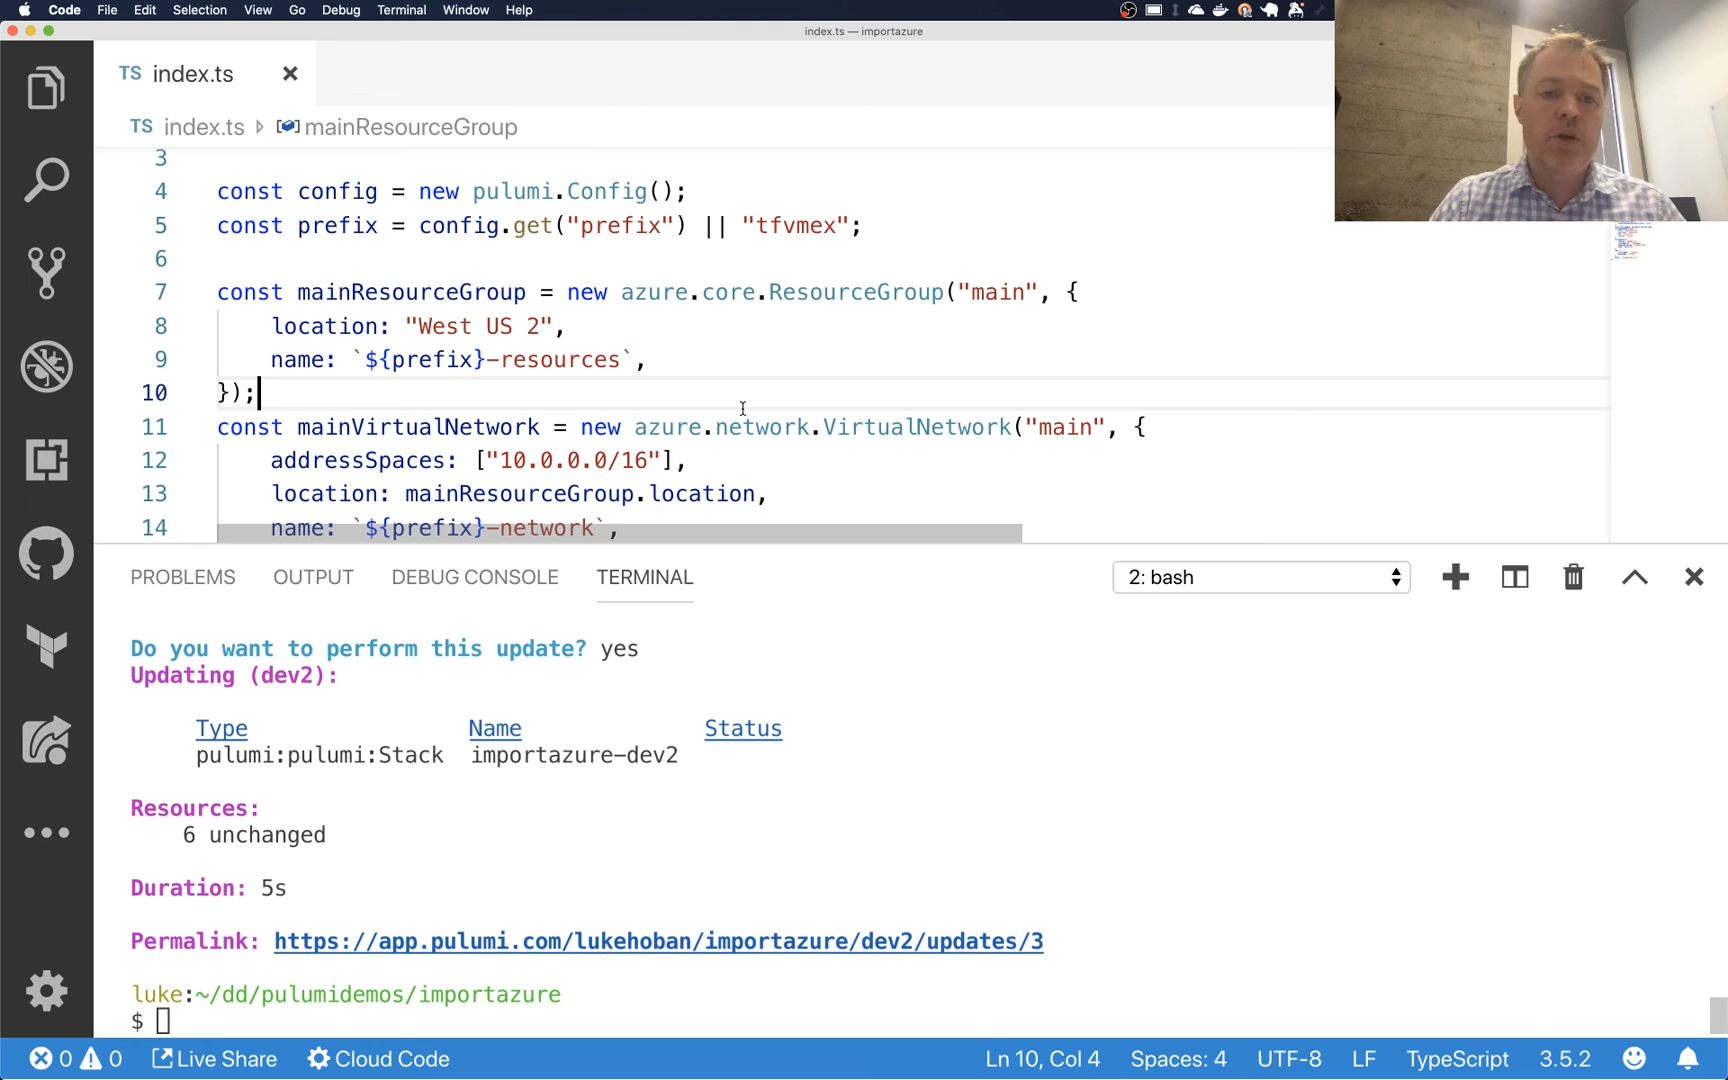 Code File Edit Selection View Go Debug Terminal Window Help
index.ts — importazure
TS index.ts
TS index.ts mainResourceGroup
3
4 const config = new pulumi.Config();
5 const prefix = config.get("prefix") || "tfvmex";
6
7 const mainResourceGroup = new azure.core.ResourceGroup("main", {
8 location: "West US 2",
9 name: `${prefix}-resources`,
10 });
11 const mainVirtualNetwork = new azure.network.VirtualNetwork("main", {
12 addressSpaces: ["10.0.0.0/16"],
13 location: mainResourceGroup.location,
14 name: `${prefix}-network`,
PROBLEMS OUTPUT DEBUG CONSOLE TERMINAL 2: bash
Do you want to perform this update? yes
Updating (dev2):
Type Name Status
pulumi:pulumi:Stack importazure-dev2
Resources:
6 unchanged
Duration: 5s
Permalink: https://app.pulumi.com/lukehoban/importazure/dev2/updates/3
luke:~/dd/pulumidemos/importazure
$
0 0 Live Share Cloud Code Ln 10, Col 4 Spaces: 4 UTF-8 LF TypeScript 3.5.2